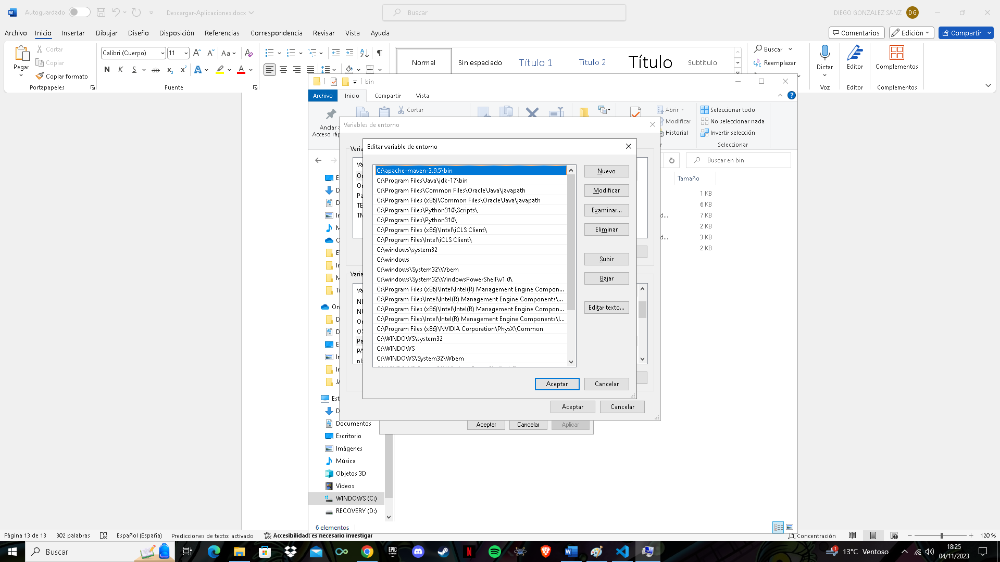 Autoguardado
Descargar-Aplicaciones.docx
Buscar
DIEGO GONZALEZ SANZ
DG
Archivo
Inicio
Insertar
Dibujar
Diseño
Disposición
Referencias
Correspondencia
Revisar
Vista
Ayuda
Comentarios
Edición
Compartir
Pegar
Cortar
Copiar
Copiar formato
Portapapeles
Calibri (Cuerpo)
11
Fuente
Normal
Sin espaciado
Título 1
Título 2
Título
Subtítulo
Buscar
Reemplazar
Dictar
Voz
Editor
Editor
Complementos
Complementos
bin
Archivo
Inicio
Compartir
Vista
Anclar
Acceso
Cortar
Abrir
Modificar
Historial
Seleccionar todo
No seleccionar nada
Invertir selección
Seleccionar
Buscar en bin
Tamaño
1 KB
6 KB
7 KB
2 KB
3 KB
2 KB
Variables de entorno
Editar variable de entorno
C:\apache-maven-3.9.5\bin
C:\Program Files\Java\jdk-17\bin
C:\Program Files\Common Files\Oracle\Java\javapath
C:\Program Files (x86)\Common Files\Oracle\Java\javapath
C:\Program Files\Python310\Scripts\
C:\Program Files\Python310\
C:\Program Files (x86)\Intel\iCLS Client\
C:\Program Files\Intel\iCLS Client\
C:\windows\system32
C:\windows
C:\windows\System32\Wbem
C:\windows\System32\WindowsPowerShell\v1.0\
C:\Program Files (x86)\Intel\Intel(R) Management Engine Compon...
C:\Program Files\Intel\Intel(R) Management Engine Components\...
C:\Program Files (x86)\Intel\Intel(R) Management Engine Compon...
C:\Program Files\Intel\Intel(R) Management Engine Components\I...
C:\Program Files (x86)\NVIDIA Corporation\PhysX\Common
C:\WINDOWS\system32
C:\WINDOWS
C:\WINDOWS\System32\Wbem
Nuevo
Modificar
Examinar...
Eliminar
Subir
Bajar
Editar texto...
Aceptar
Cancelar
Aceptar
Cancelar
Aceptar
Cancelar
Aplicar
Documentos
Escritorio
Imágenes
Música
Objetos 3D
Vídeos
WINDOWS (C:)
RECOVERY (D:)
6 elementos
Página 13 de 13
302 palabras
Español (España)
Predicciones de texto: activado
Accesibilidad: es necesario investigar
Concentración
120 %
Buscar
13°C Ventoso
18:25
04/11/2023